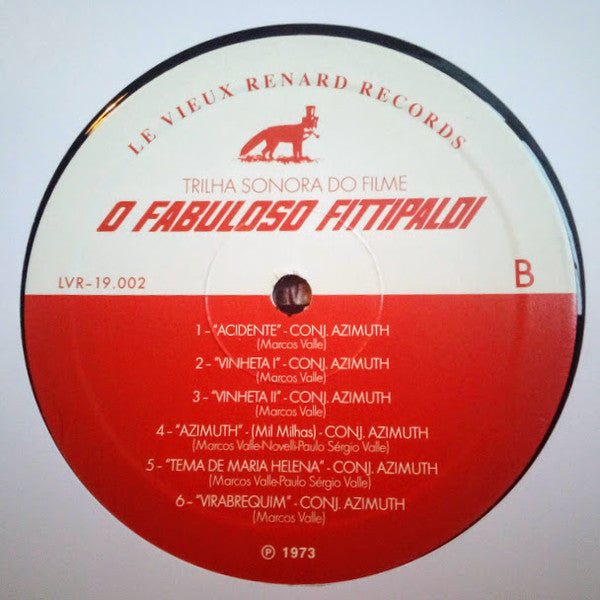 LE VIEUX RENARD RECORDS
TRILHA SONORA DO FILME
O FABULOSO FITTIPALDI
LVR-19.002
B
1 - "ACIDENTE" - CONJ. AZIMUTH
(Marcos Valle)
2 - "VINHETA I" - CONJ. AZIMUTH
(Marcos Valle)
3 - "VINHETA II" - CONJ. AZIMUTH
(Marcos Valle)
4 - "AZIMUTH" - (Mil Milhas) - CONJ. AZIMUTH
(Marcos Valle-Novelli-Paulo Sérgio Valle)
5 - "TEMA DE MARIA HELENA" - CONJ. AZIMUTH
(Marcos Valle-Paulo Sérgio Valle)
6 - "VIRABREQUIM" - CONJ. AZIMUTH
(Marcos Valle)
℗ 1973